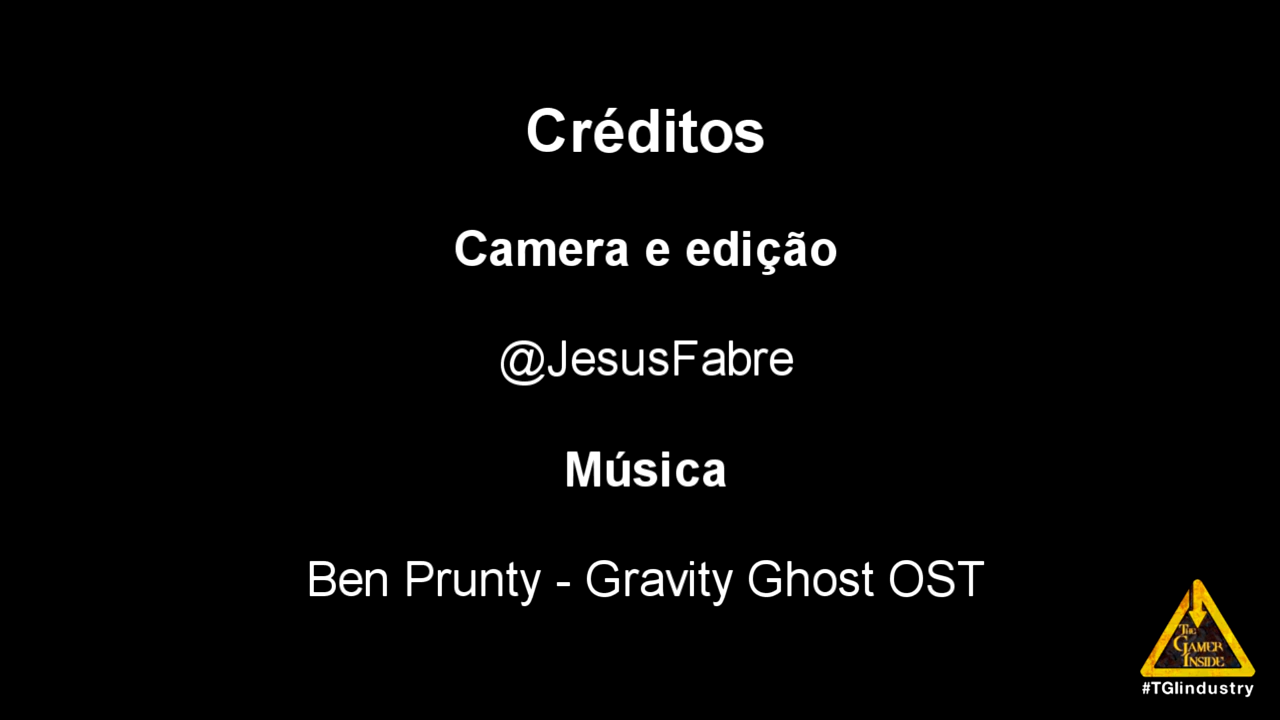 Créditos
Camera e edição
@JesusFabre
Música
Ben Prunty - Gravity Ghost OST
The
Gamer
Inside
#TGIindustry